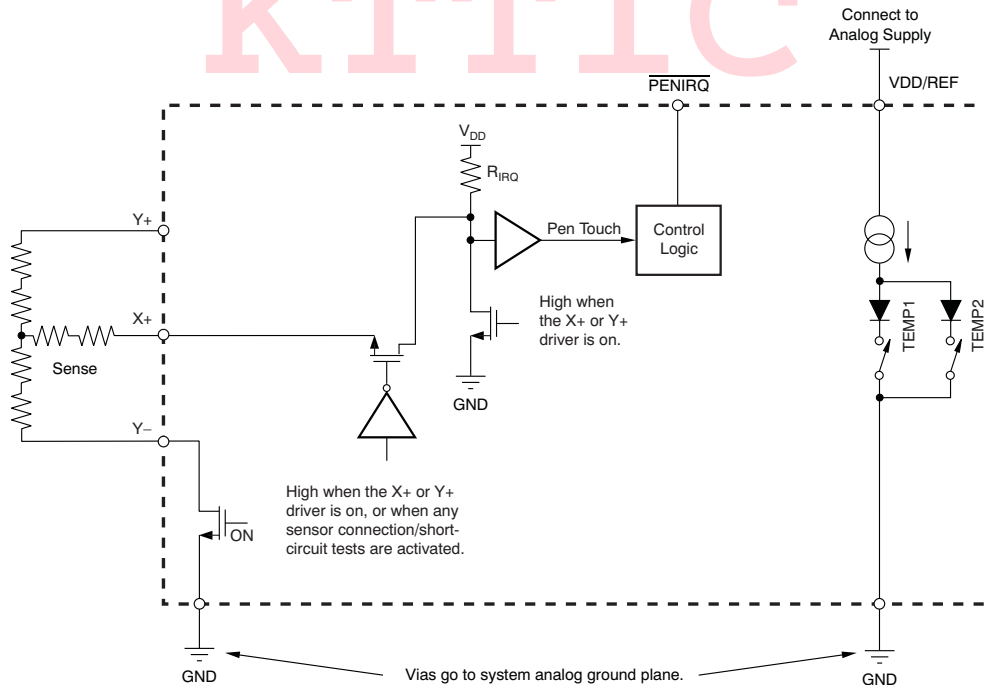 KTTIC
Connect to
Analog Supply
PENIRQ
VDD/REF
VDD
RIRQ
Y+
Pen Touch
Control
Logic
High when
the X+ or Y+
driver is on.
X+
Sense
TEMP1
TEMP2
GND
Y–
High when the X+ or Y+
driver is on, or when any
sensor connection/short-
circuit tests are activated.
ON
GND
Vias go to system analog ground plane.
GND